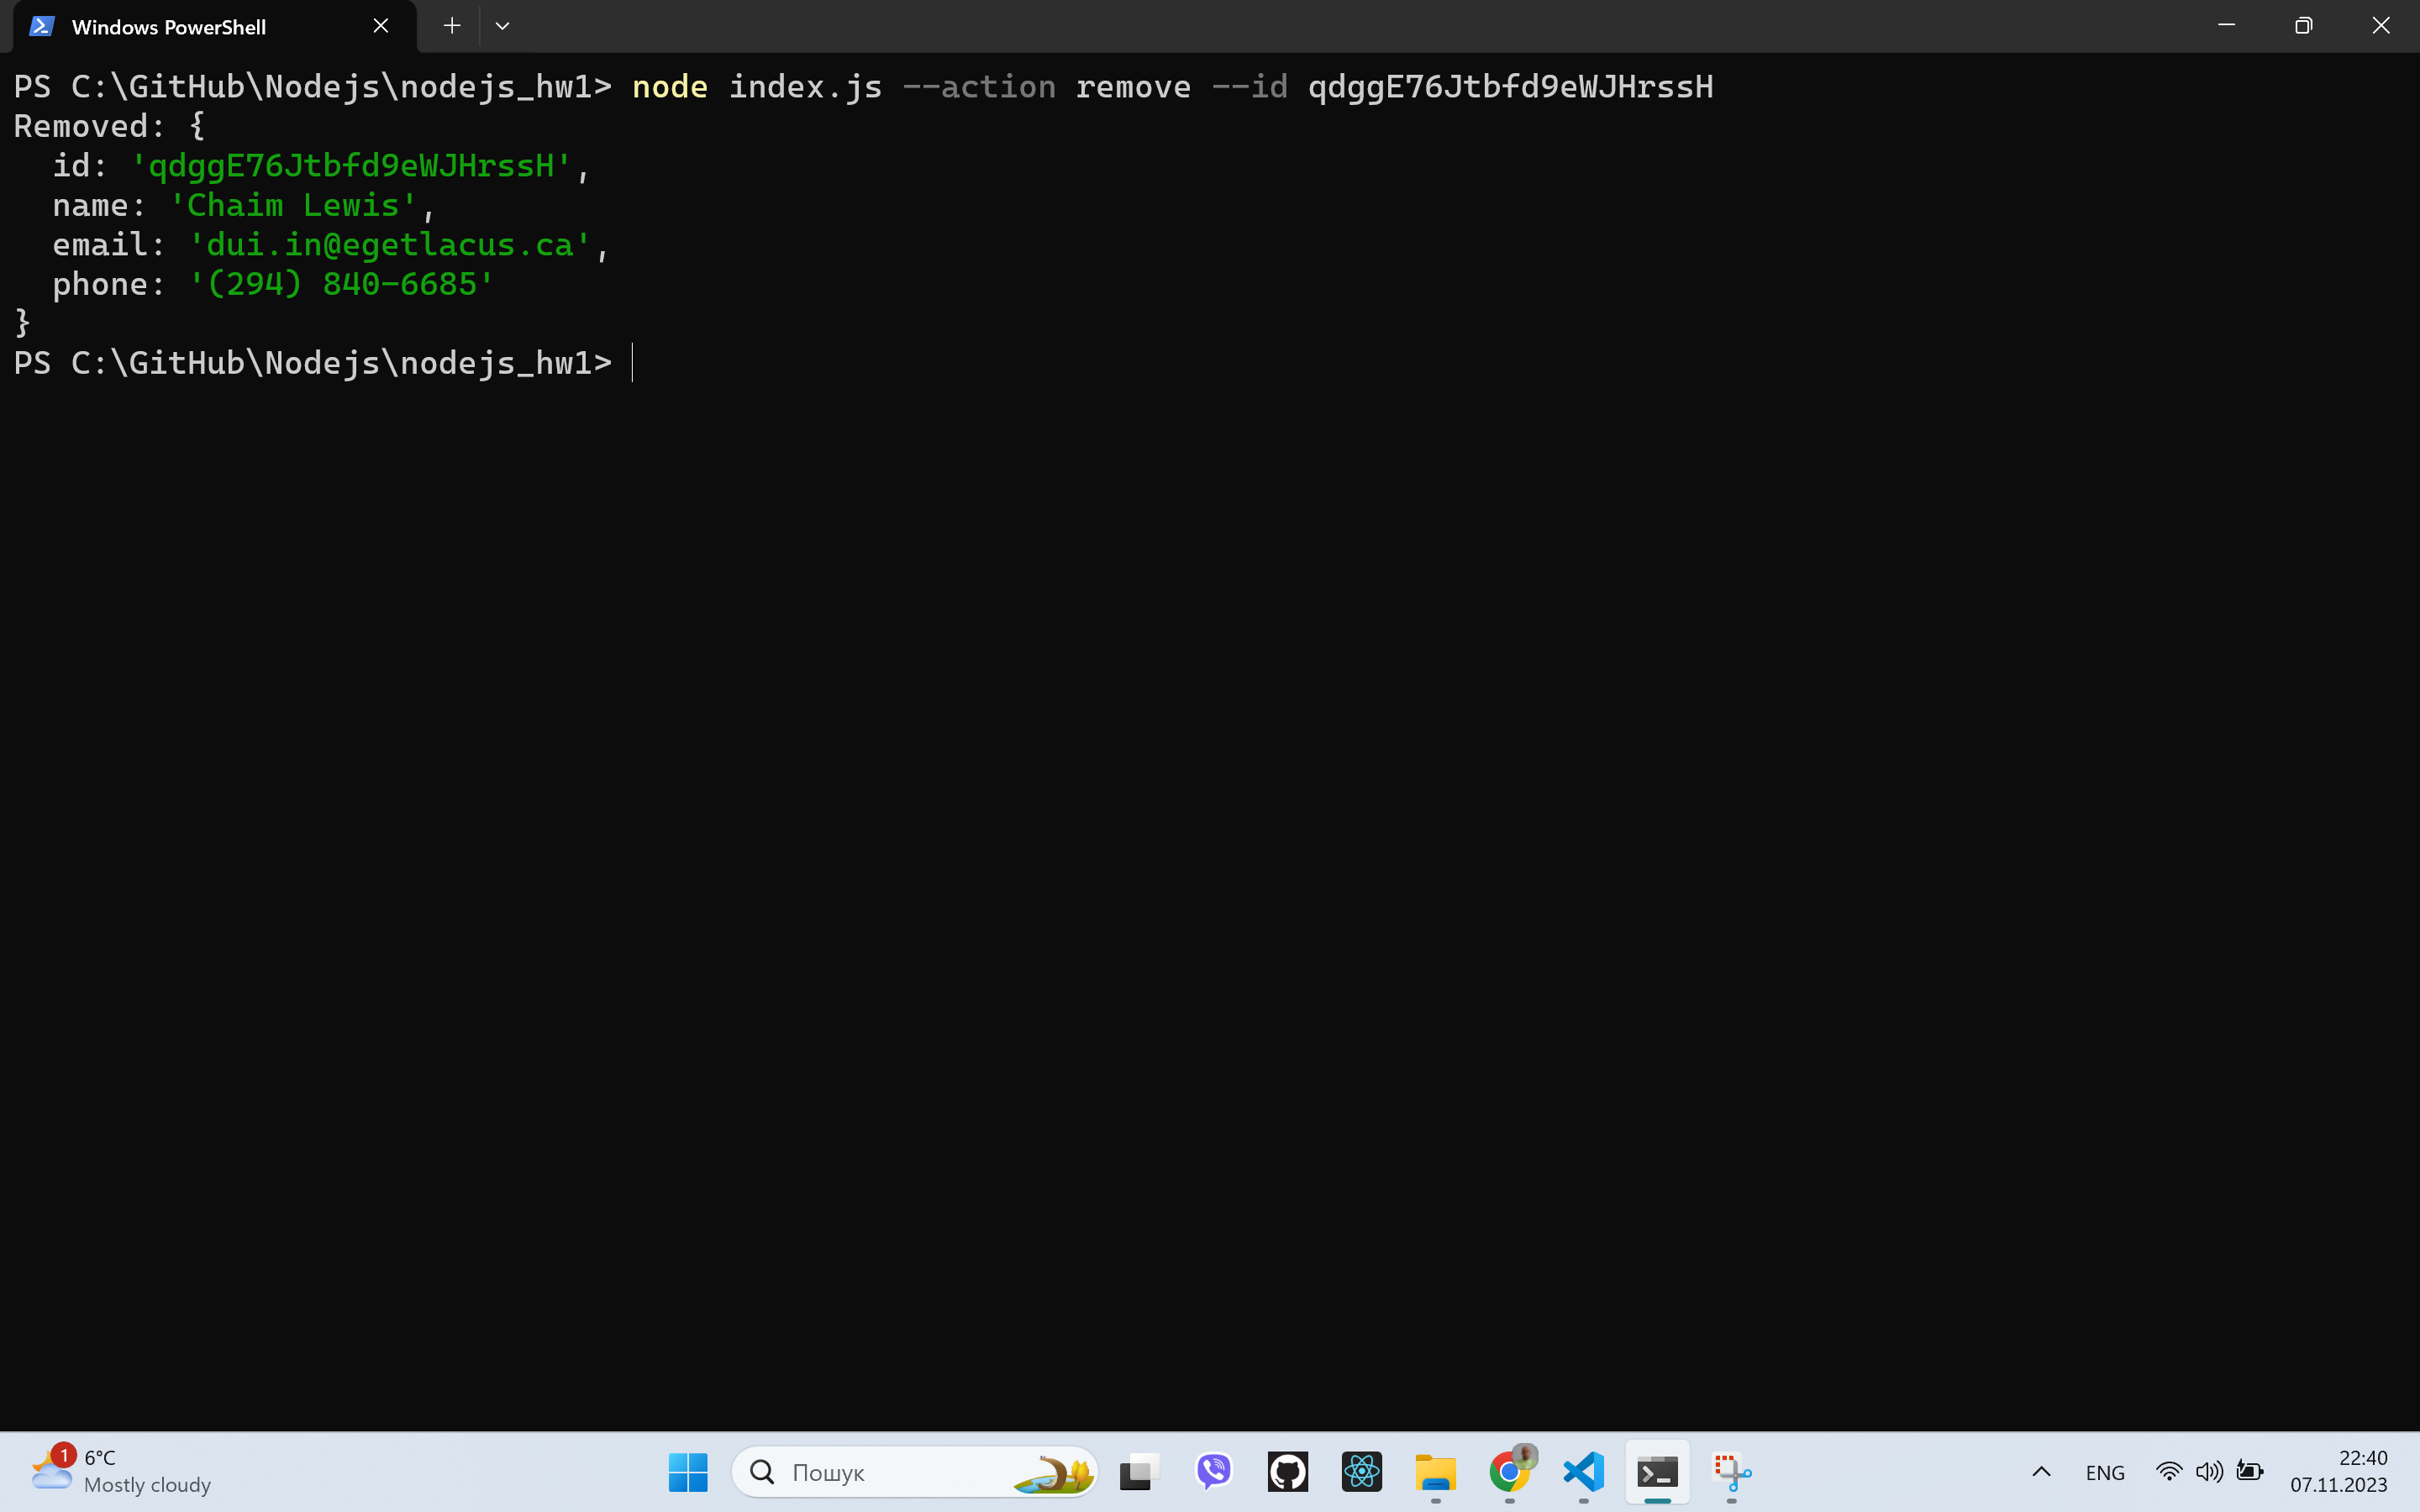 Windows PowerShell
PS C:\GitHub\Nodejs\nodejs_hw1> node index.js --action remove --id qdggE76Jtbfd9eWJHrssH
Removed: {
  id: 'qdggE76Jtbfd9eWJHrssH',
  name: 'Chaim Lewis',
  email: 'dui.in@egetlacus.ca',
  phone: '(294) 840-6685'
}
PS C:\GitHub\Nodejs\nodejs_hw1>
1
6°C
Mostly cloudy
Пошук
ENG
22:40
07.11.2023